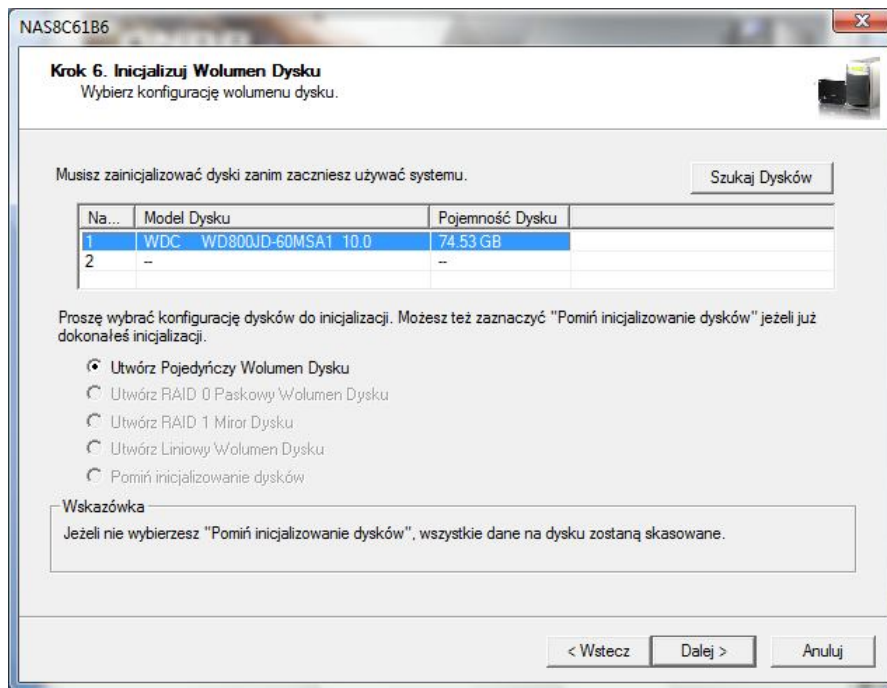 NAS8C61B6
Krok 6. Inicjalizuj Wolumen Dysku
Wybierz konfigurację wolumenu dysku.
Musisz zainicjalizować dyski zanim zaczniesz używać systemu.
Szukaj Dysków
Na... Model Dysku Pojemność Dysku
1 WDC WD800JD-60MSA1 10.0 74.53 GB
2 -- --
Proszę wybrać konfigurację dysków do inicjalizacji. Możesz też zaznaczyć "Pomiń inicjalizowanie dysków" jeżeli już
dokonałeś inicjalizacji.
Utwórz Pojedyńczy Wolumen Dysku
Utwórz RAID 0 Paskowy Wolumen Dysku
Utwórz RAID 1 Miror Dysku
Utwórz Liniowy Wolumen Dysku
Pomiń inicjalizowanie dysków
Wskazówka
Jeżeli nie wybierzesz "Pomiń inicjalizowanie dysków", wszystkie dane na dysku zostaną skasowane.
< Wstecz
Dalej >
Anuluj